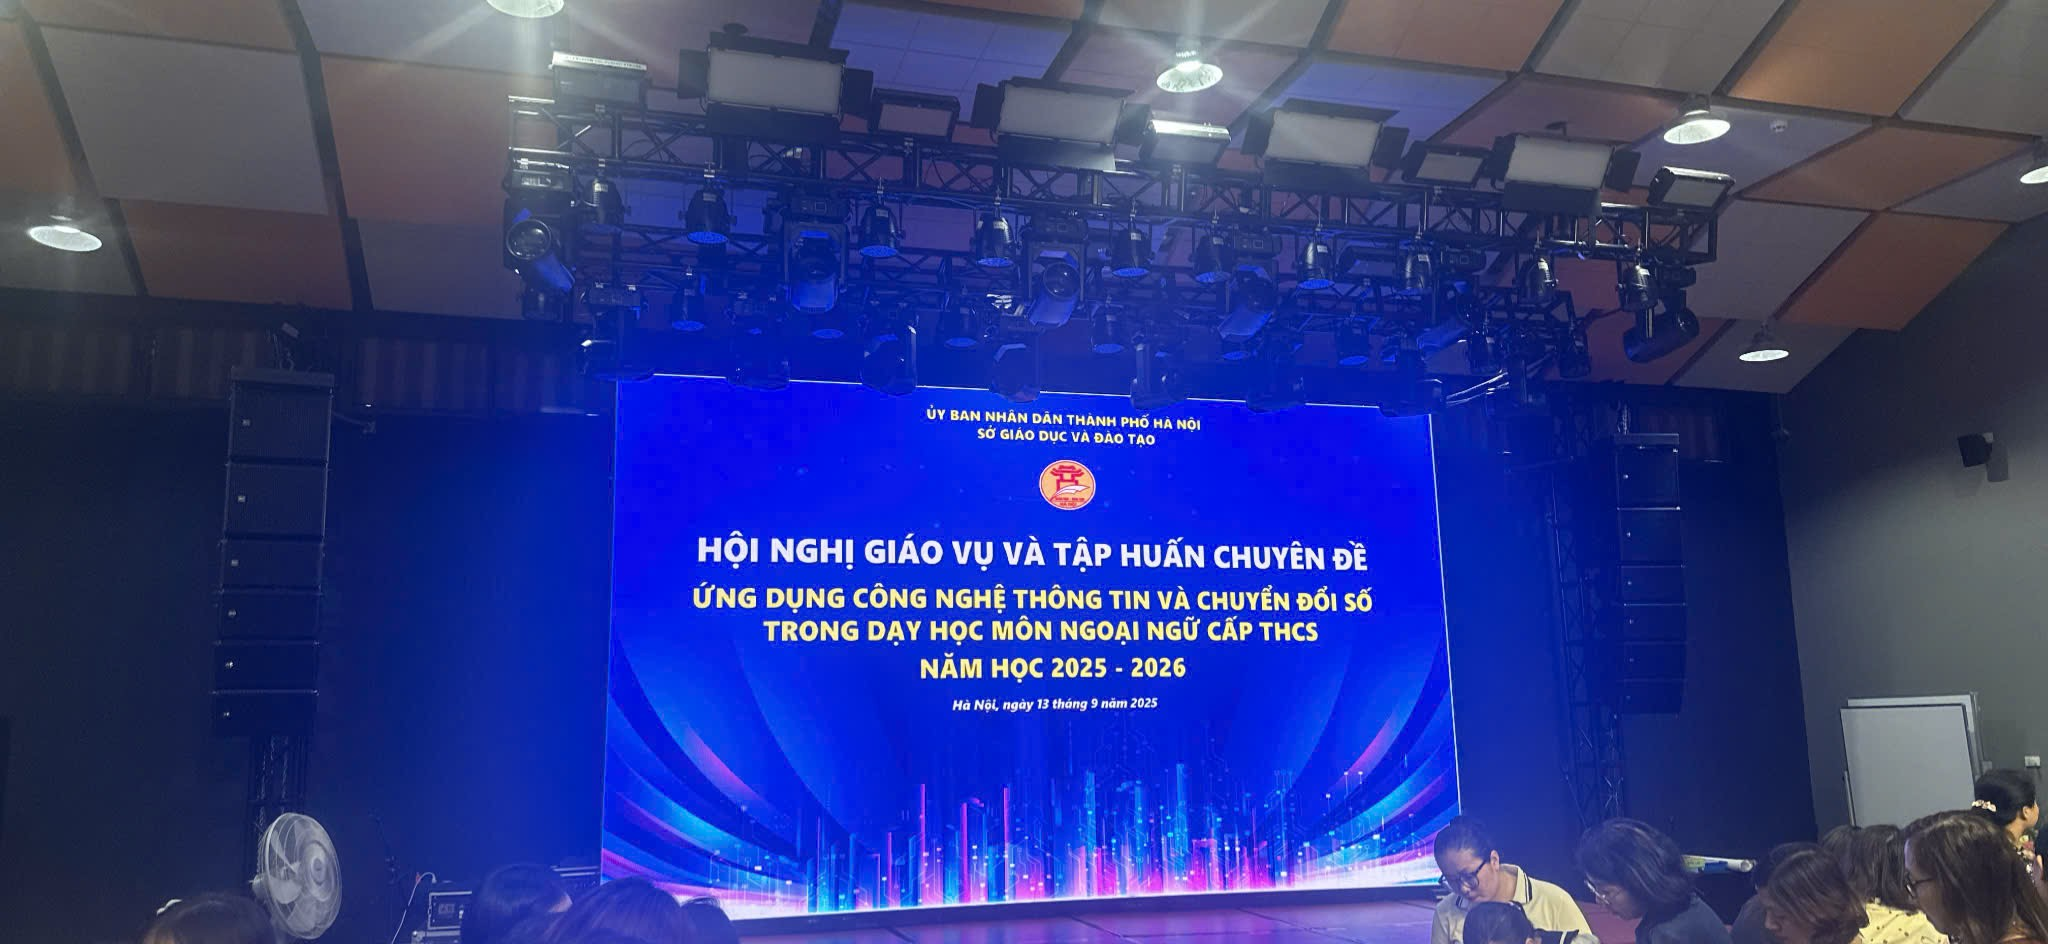 ỦY BAN NHÂN DÂN THÀNH PHỐ HÀ NỘI
SỞ GIÁO DỤC VÀ ĐÀO TẠO
HÀ NỘI
HỘI NGHỊ GIÁO VỤ VÀ TẬP HUẤN CHUYÊN ĐỀ
ỨNG DỤNG CÔNG NGHỆ THÔNG TIN VÀ CHUYỂN ĐỔI SỐ
TRONG DẠY HỌC MÔN NGOẠI NGỮ CẤP THCS
NĂM HỌC 2025 - 2026
Hà Nội, ngày 13 tháng 9 năm 2025